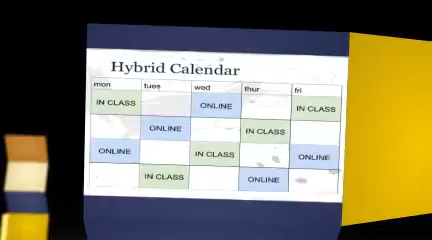 Hybrid Calendar
mon tues wed thur fri
IN CLASS ONLINE IN CLASS
ONLINE IN CLASS
ONLINE IN CLASS ONLINE
IN CLASS ONLINE